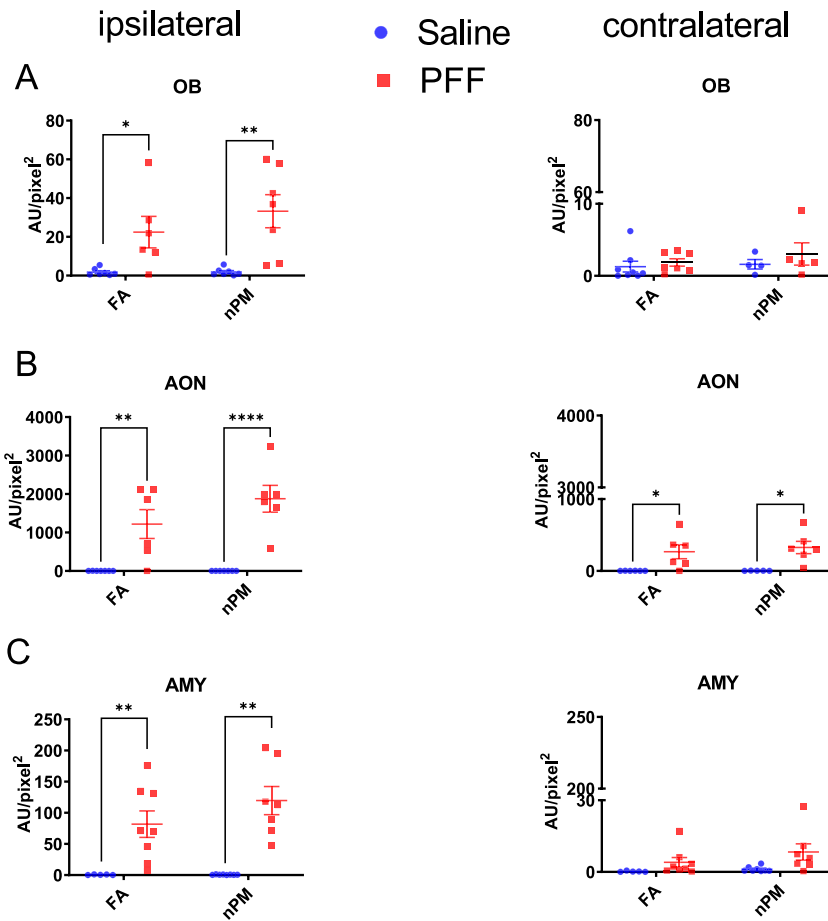 ipsilateral
Saline
PFF
contralateral
A
OB
AU/pixel²
80
60
40
20
0
*
**
FA
nPM
OB
AU/pixel²
80
60
10
0
FA
nPM
B
AON
AU/pixel²
4000
3000
2000
1000
0
**
****
FA
nPM
AON
AU/pixel²
4000
3000
1000
0
*
*
FA
nPM
C
AMY
AU/pixel²
250
200
150
100
50
0
**
**
FA
nPM
AMY
AU/pixel²
250
200
30
0
FA
nPM